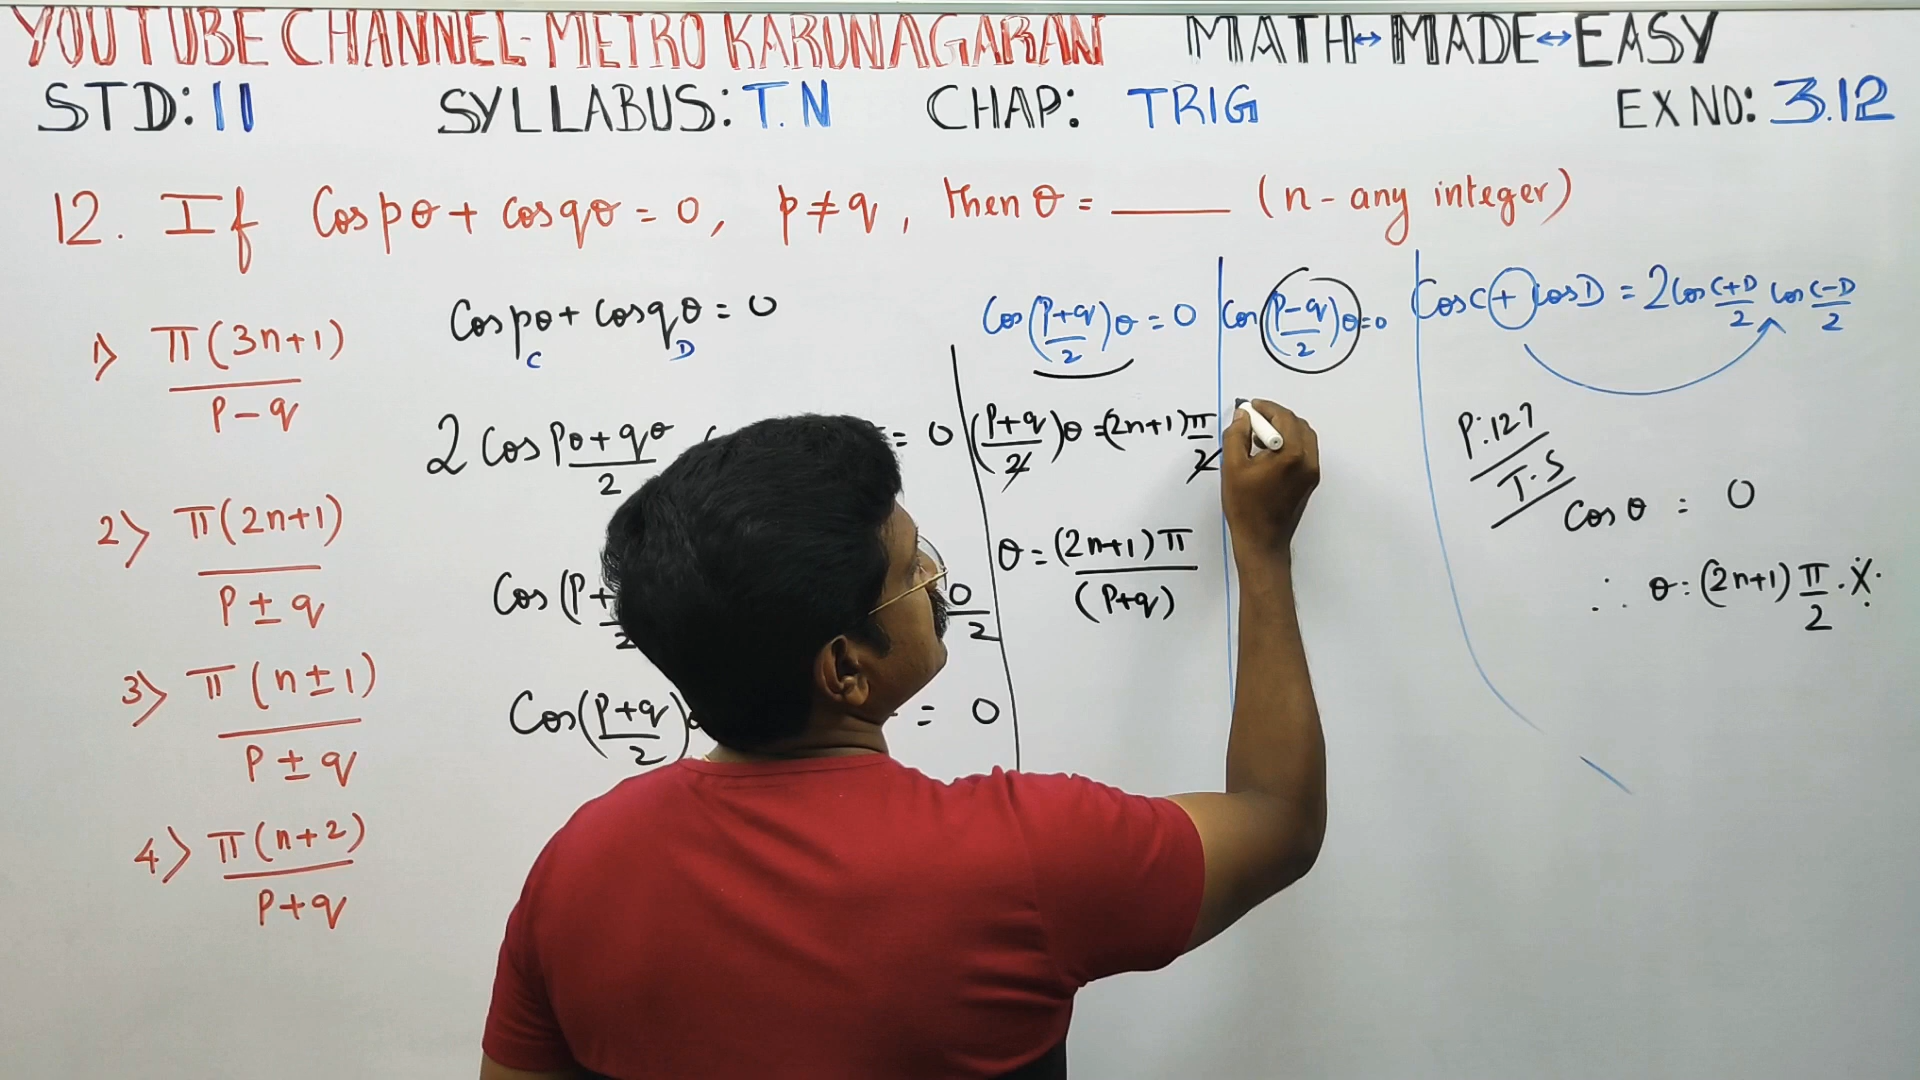 YOUTUBE CHANNEL-METRO KARUNAGARAN MATH↔MADE↔EASY
STD: 11 SYLLABUS: T.N CHAP: TRIG EX NO: 3.12
12. If Cos pθ + cos qθ = 0, p ≠ q, then θ = ______ (n - any integer)
1) π(3n+1)
P - q
2) π(2n+1)
P ± q
3) π(n±1)
P ± q
4) π(n+2)
P + q
Cos pθ + cos qθ = 0
C D
2 Cos pθ + qθ = 0
2
Cos (P+ 0
2 2
Cos (P+q) = 0
2
Cos (P+q) θ = 0
2
(P+q) θ = (2n+1) π
2 2
θ = (2n+1) π
(P+q)
Cos (P-q) θ = 0
2
Cos C + Cos D = 2 Cos C+D Cos C-D
2 2
P: 127
T.S
Cos θ = 0
∴ θ = (2n+1) π
2